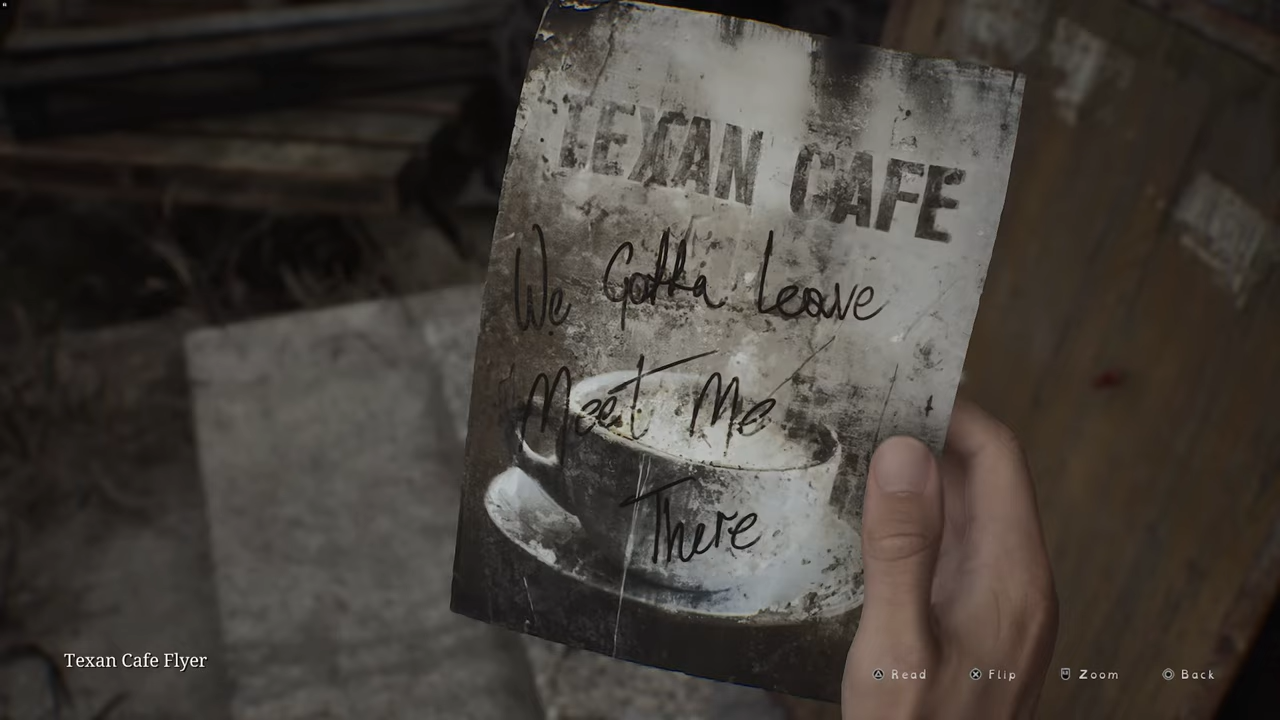 TEXAN CAFE
We Gotta Leave
Meet Me
There
Texan Cafe Flyer
Read
Flip
Zoom
Back